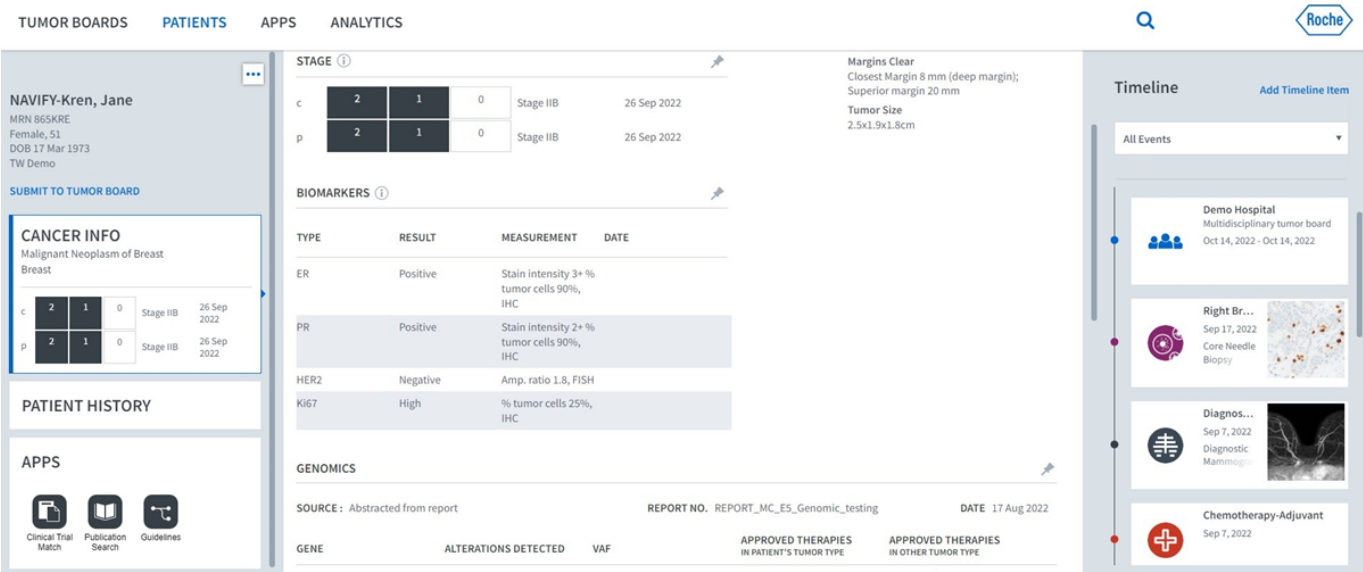 TUMOR BOARDS PATIENTS APPS ANALYTICS
Roche
NAVIFY-Kren, Jane
MRN 865KRE
Female, 51
DOB 17 Mar 1973
TW Demo
SUBMIT TO TUMOR BOARD
CANCER INFO
Malignant Neoplasm of Breast
Breast
c 2 1 0 Stage IIB 26 Sep
2022
p 2 1 0 Stage IIB 26 Sep
2022
PATIENT HISTORY
APPS
Clinical Trial
Match
Publication
Search
Guidelines
STAGE
c 2 1 0 Stage IIB 26 Sep 2022
p 2 1 0 Stage IIB 26 Sep 2022
BIOMARKERS
TYPE RESULT MEASUREMENT DATE
ER Positive Stain intensity 3+ %
tumor cells 90%,
IHC
PR Positive Stain intensity 2+ %
tumor cells 90%,
IHC
HER2 Negative Amp. ratio 1.8, FISH
Ki67 High % tumor cells 25%,
IHC
Margins Clear
Closest Margin 8 mm (deep margin);
Superior margin 20 mm
Tumor Size
2.5x1.9x1.8cm
GENOMICS
SOURCE : Abstracted from report REPORT NO. REPORT_MC_E5_Genomic_testing DATE 17 Aug 2022
GENE ALTERATIONS DETECTED VAF APPROVED THERAPIES
IN PATIENT'S TUMOR TYPE
APPROVED THERAPIES
IN OTHER TUMOR TYPE
Timeline Add Timeline Item
All Events
Demo Hospital
Multidisciplinary tumor board
Oct 14, 2022 - Oct 14, 2022
Right Br...
Sep 17, 2022
Core Needle
Biopsy
Diagnos...
Sep 7, 2022
Diagnostic
Mammogra
Chemotherapy-Adjuvant
Sep 7, 2022